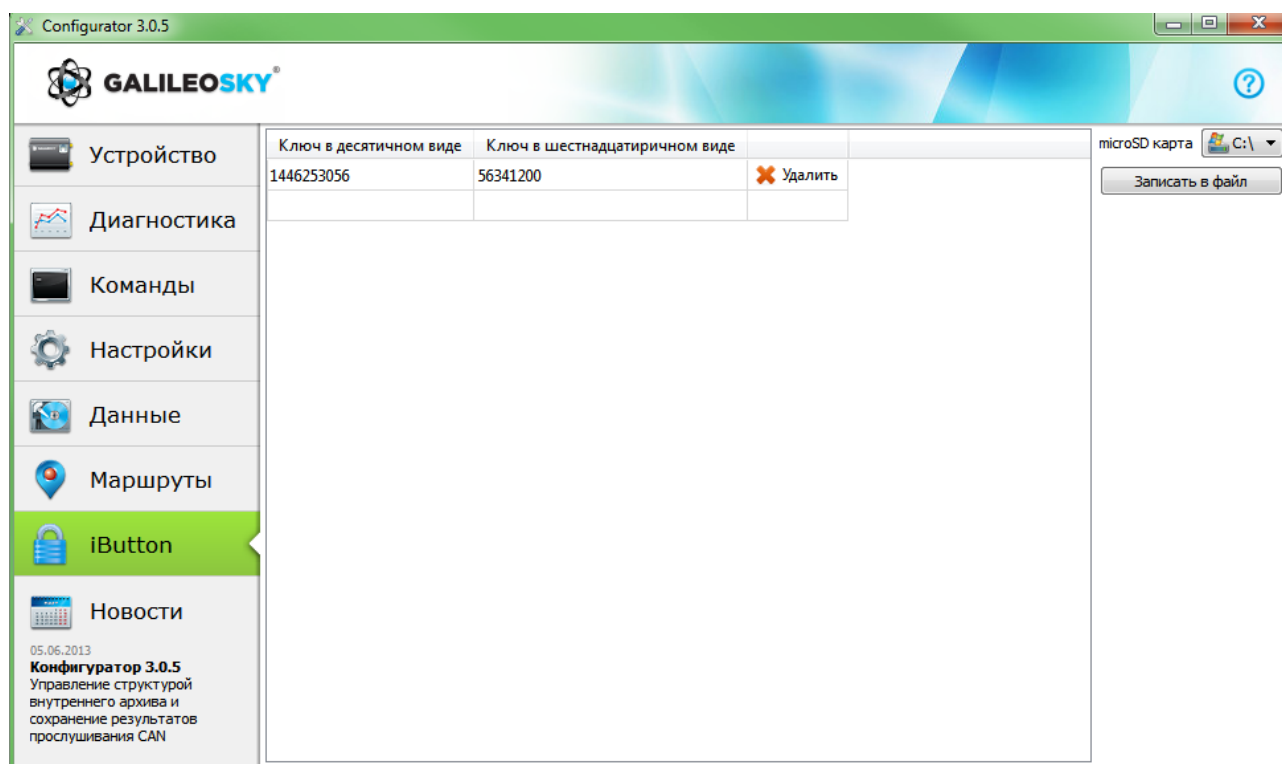 Configurator 3.0.5
GALILEOSKY®
Устройство
Диагностика
Команды
Настройки
Данные
Маршруты
iButton
Новости
05.06.2013
Конфигуратор 3.0.5
Управление структурой
внутреннего архива и
сохранение результатов
прослушивания CAN
Ключ в десятичном виде Ключ в шестнадцатиричном виде
1446253056 56341200 Удалить
microSD карта C:\
Записать в файл